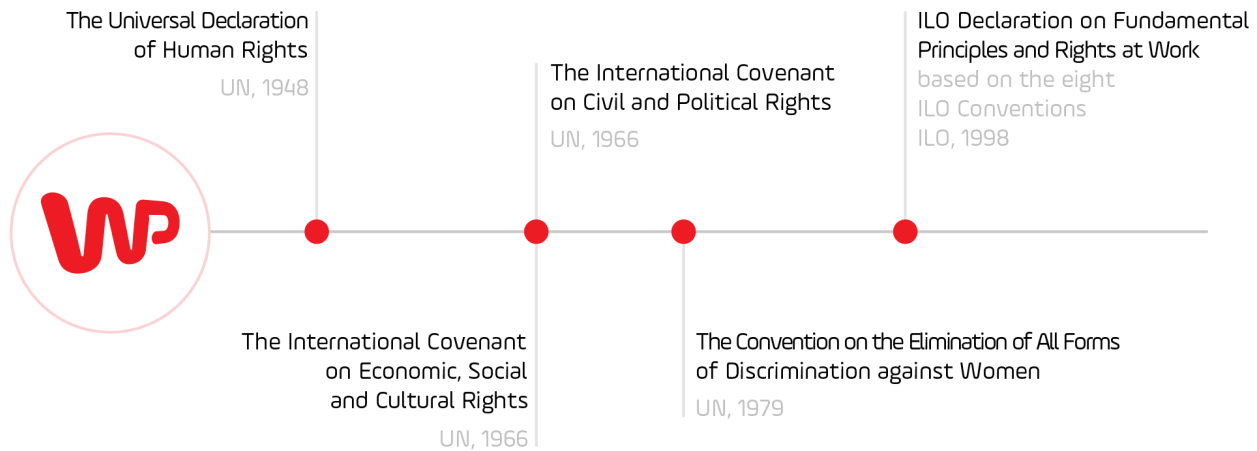 The Universal Declaration
of Human Rights
UN, 1948
The International Covenant
on Civil and Political Rights
UN, 1966
ILO Declaration on Fundamental
Principles and Rights at Work
based on the eight
ILO Conventions
ILO, 1998
WP
The International Covenant
on Economic, Social
and Cultural Rights
UN, 1966
The Convention on the Elimination of All Forms
of Discrimination against Women
UN, 1979